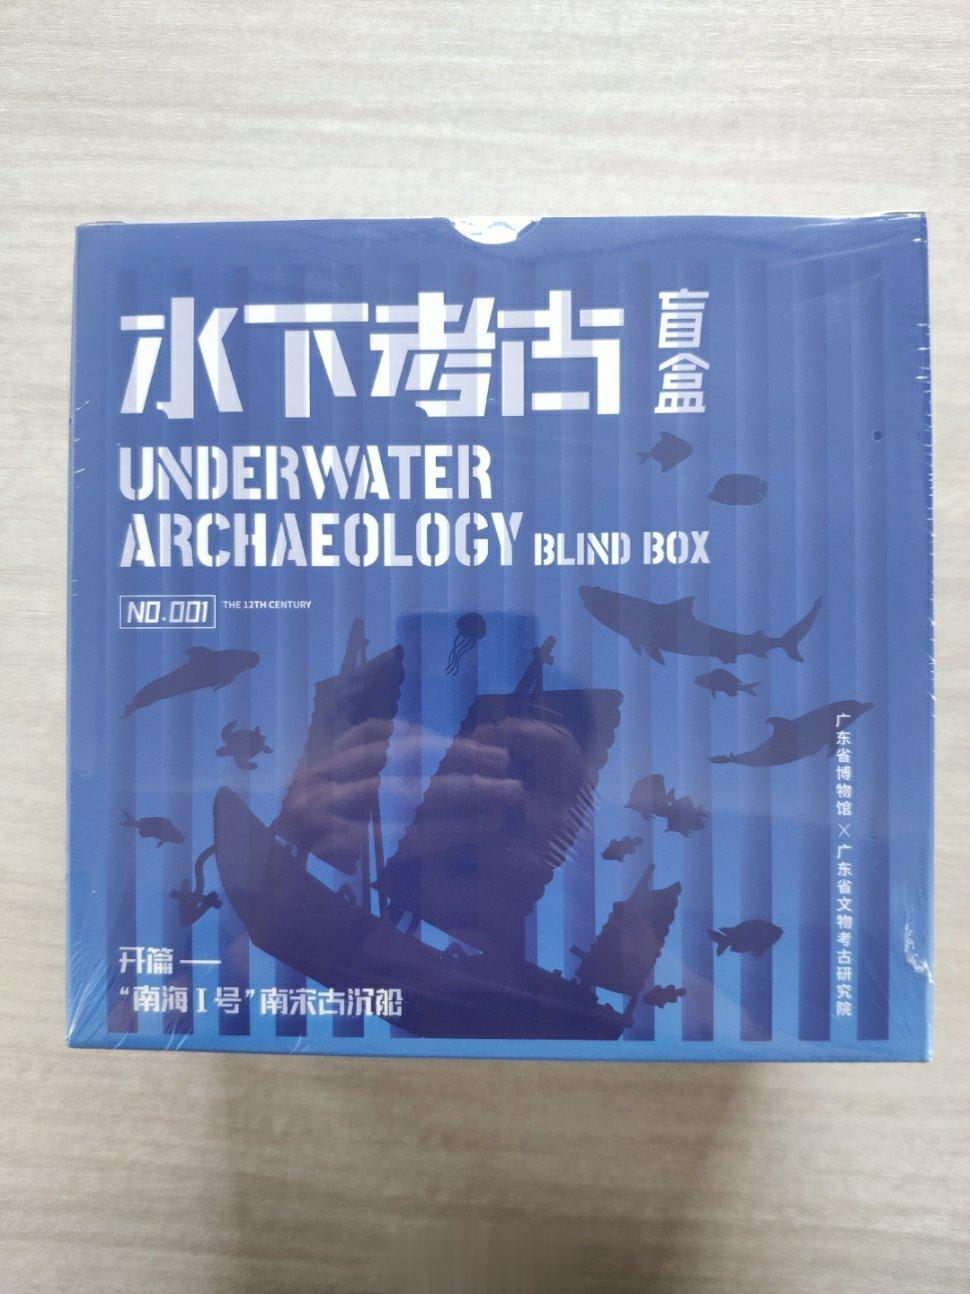 水下考古
盲盒
UNDERWATER
ARCHAEOLOGY BLIND BOX
NO.001 THE 12TH CENTURY
广东省博物馆 × 广东省文物考古研究院
开篇——
“南海Ⅰ号”南宋古沉船